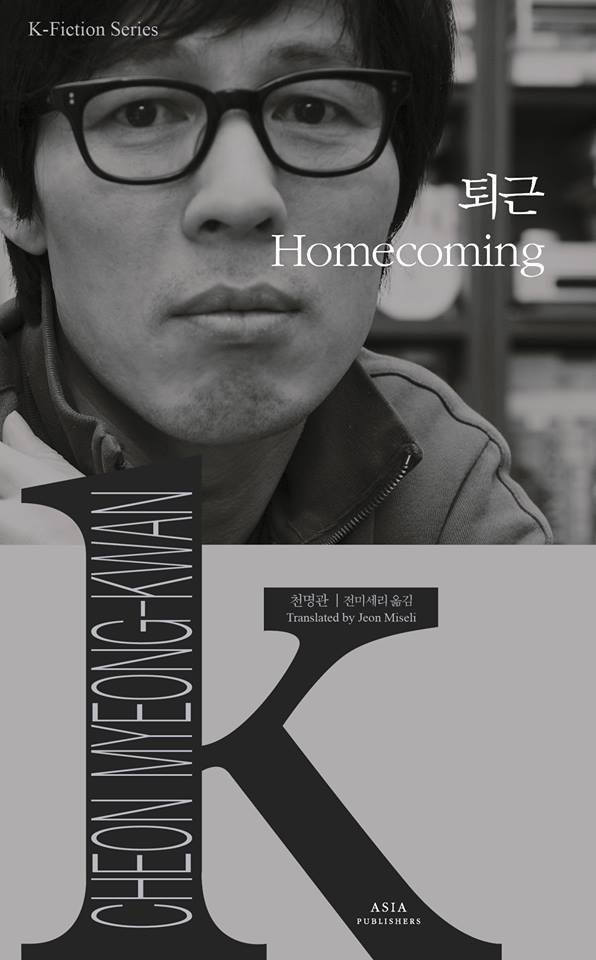 K-Fiction Series
퇴근
Homecoming
CHEON MYEONG-KWAN
천명관 | 전미세리 옮김
Translated by Jeon Miseli
K
ASIA
PUBLISHERS